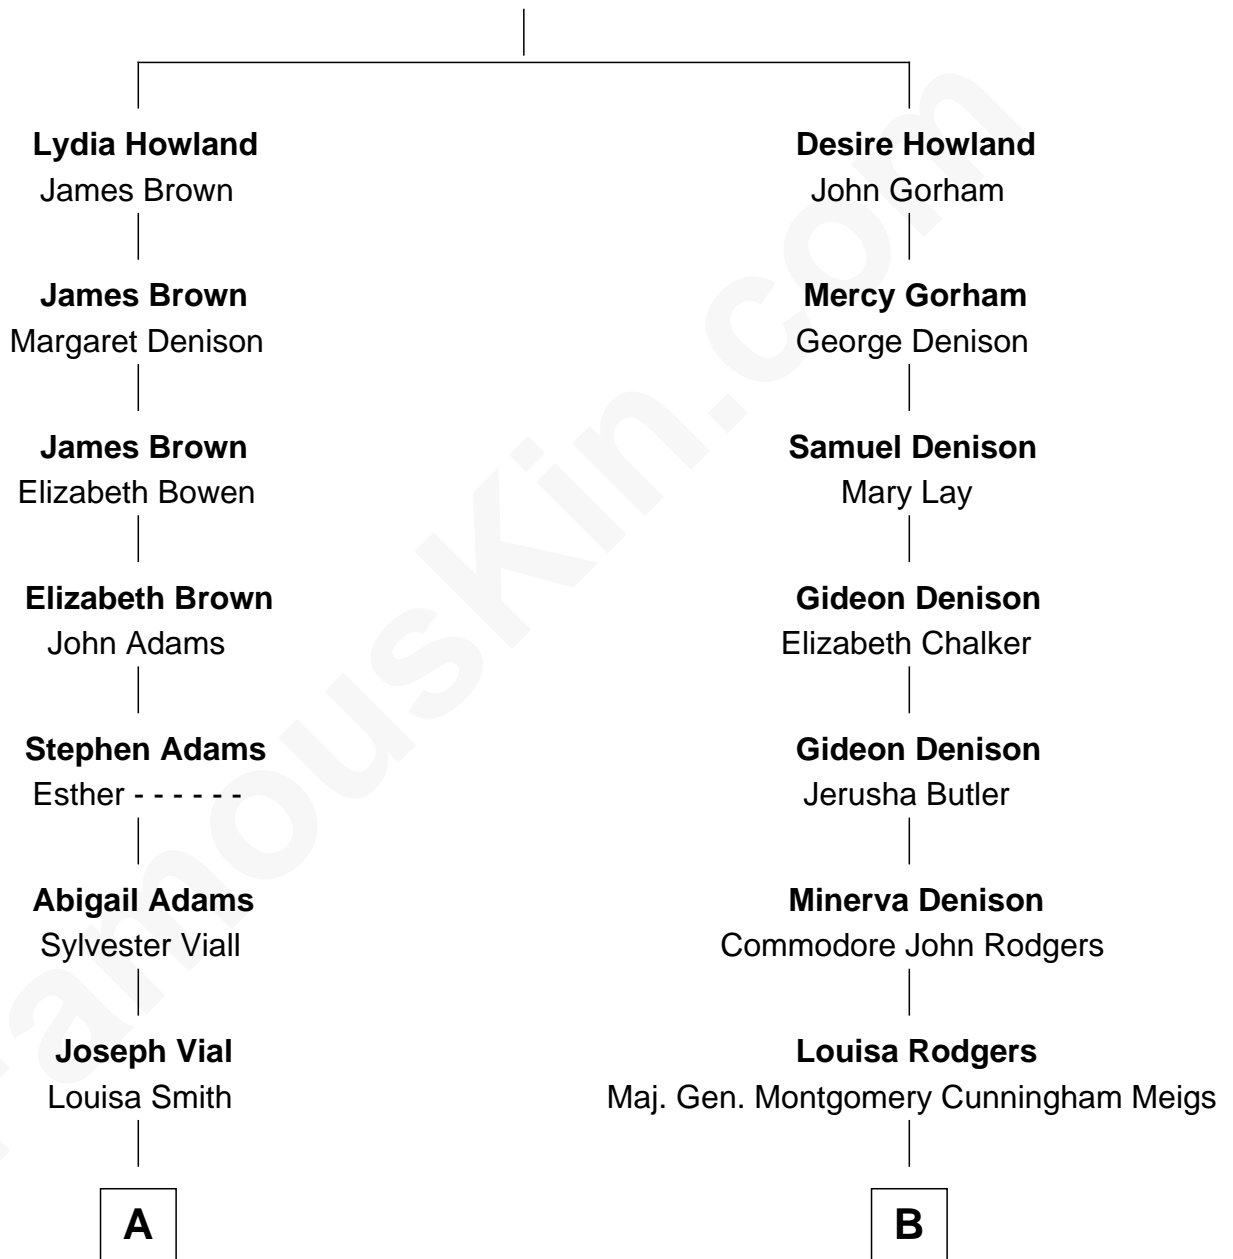 Lydia Howland
James Brown
James Brown
Margaret Denison
James Brown
Elizabeth Bowen
Elizabeth Brown
John Adams
Stephen Adams
Esther - - - - - -
Abigail Adams
Sylvester Viall
Joseph Vial
Louisa Smith
A
Desire Howland
John Gorham
Mercy Gorham
George Denison
Samuel Denison
Mary Lay
Gideon Denison
Elizabeth Chalker
Gideon Denison
Jerusha Butler
Minerva Denison
Commodore John Rodgers
Louisa Rodgers
Maj. Gen. Montgomery Cunningham Meigs
B
FamousKin.com